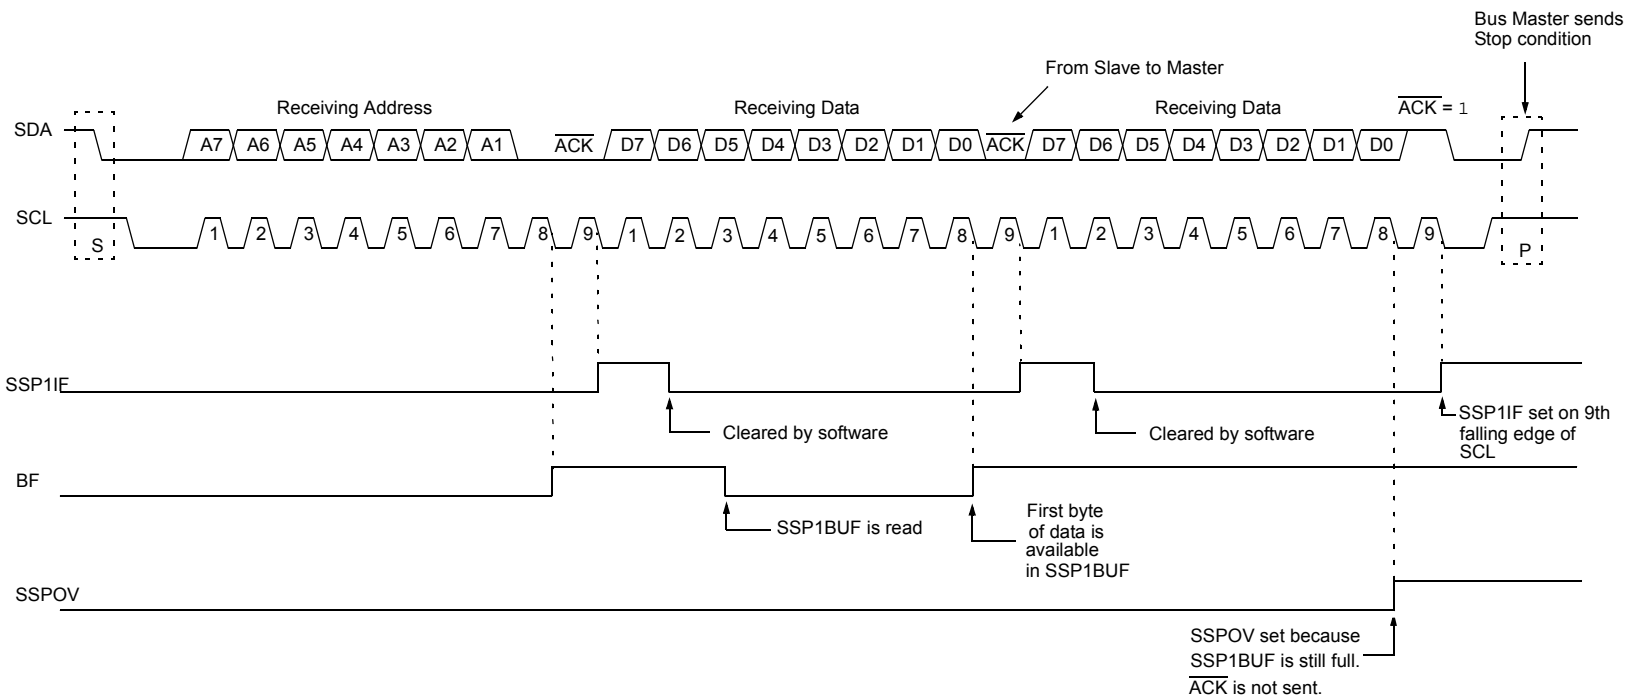 Bus Master sends
Stop condition
From Slave to Master
Receiving Address
Receiving Data
Receiving Data
ACK = 1
SDA
A7 A6 A5 A4 A3 A2 A1 ACK D7 D6 D5 D4 D3 D2 D1 D0 ACK D7 D6 D5 D4 D3 D2 D1 D0
SCL
S
1 2 3 4 5 6 7 8 9 1 2 3 4 5 6 7 8 9 1 2 3 4 5 6 7 8 9
P
SSP1IF
Cleared by software
Cleared by software
SSP1IF set on 9th
falling edge of
SCL
BF
SSP1BUF is read
First byte
of data is
available
in SSP1BUF
SSPOV
SSPOV set because
SSP1BUF is still full.
ACK is not sent.